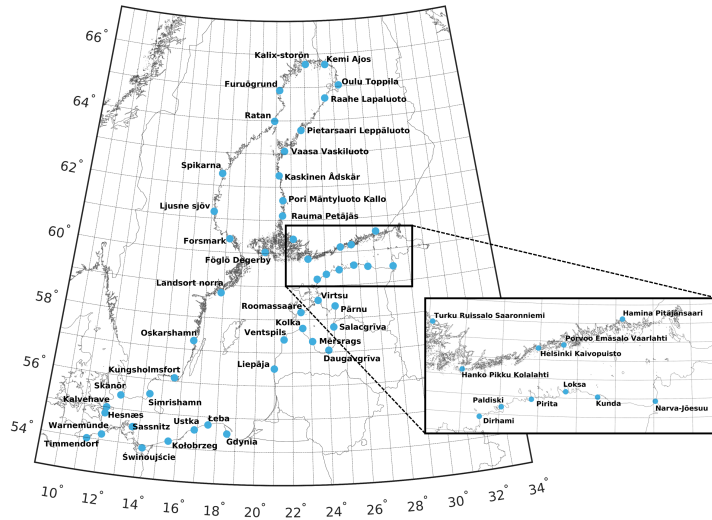 66°
Kalix-storön
Kemi Ajos
Furuögrund
Oulu Toppila
64°
Raahe Lapaluoto
Ratan
Pietarsaari Leppäluoto
Vaasa Vaskiluoto
62°
Spikarna
Kaskinen Ådskär
Pori Mäntyluoto Kallo
Ljusne sjöv
Rauma Petäjäs
60°
Forsmark
Föglö Degerby
Landsort norra
58°
Virtsu
Roomassaare
Pärnu
Hamina Pitäjänsaari
Turku Ruissalo Saaronniemi
Kolka
Salacgriva
Oskarshamn
Ventspils
Mērsrags
Porvoo Emäsalo Vaarlahti
Helsinki Kaivopuisto
56°
Liepāja
Daugavgriva
Kungsholmsfort
Hanko Pikku Kolalahti
Skanör
Loksa
Kalvehave
Simrishamn
Paldiski
Pirita
Kunda
Narva-Jõesuu
Hesnæs
Dirhami
Warnemünde
Sassnitz
Ustka
Łeba
54°
Timmendorf
Kołobrzeg
Gdynia
Świnoujście
10°
12°
14°
16°
18°
20°
22°
24°
26°
28°
30°
32°
34°